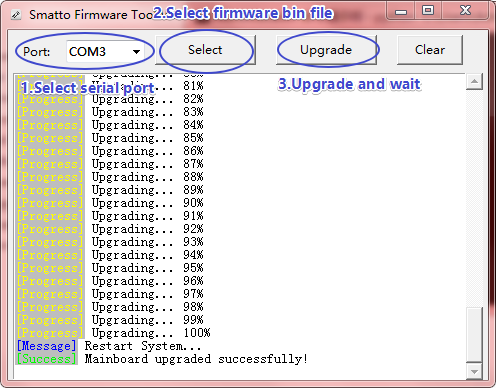 Smatto Firmware Too
2.Select firmware bin file
Port:
COM3
Select
Upgrade
Clear
1.Select serial port
3.Upgrade and wait
[Progress] Upgrading... 81%
[Progress] Upgrading... 82%
[Progress] Upgrading... 83%
[Progress] Upgrading... 84%
[Progress] Upgrading... 85%
[Progress] Upgrading... 86%
[Progress] Upgrading... 87%
[Progress] Upgrading... 88%
[Progress] Upgrading... 89%
[Progress] Upgrading... 90%
[Progress] Upgrading... 91%
[Progress] Upgrading... 92%
[Progress] Upgrading... 93%
[Progress] Upgrading... 94%
[Progress] Upgrading... 95%
[Progress] Upgrading... 96%
[Progress] Upgrading... 97%
[Progress] Upgrading... 98%
[Progress] Upgrading... 99%
[Progress] Upgrading... 100%
[Message] Restart System...
[Success] Mainboard upgraded successfully!